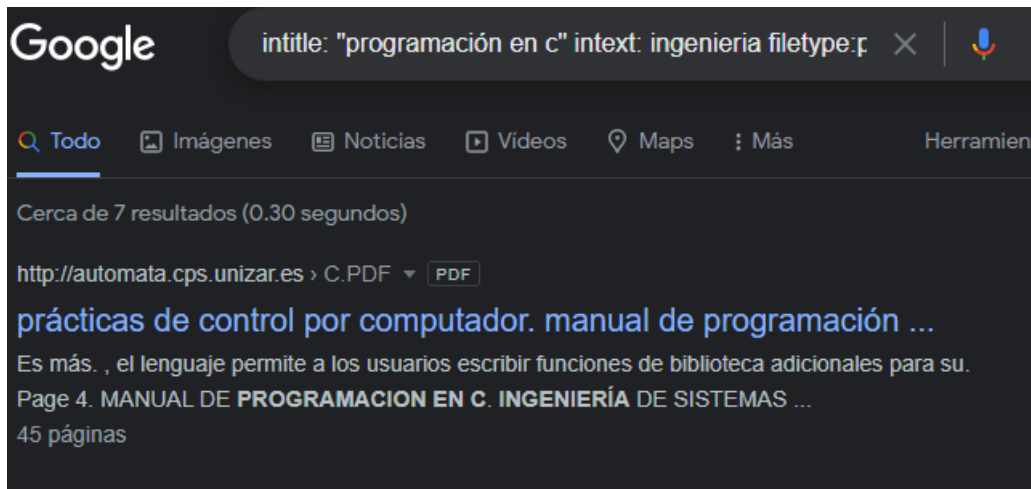 Google
intitle: "programación en c" intext: ingenieria filetype:p
Todo Imágenes Noticias Vídeos Maps Más Herramien
Cerca de 7 resultados (0.30 segundos)
http://automata.cps.unizar.es › C.PDF PDF
prácticas de control por computador. manual de programación ...
Es más. , el lenguaje permite a los usuarios escribir funciones de biblioteca adicionales para su.
Page 4. MANUAL DE PROGRAMACION EN C. INGENIERÍA DE SISTEMAS ...
45 páginas